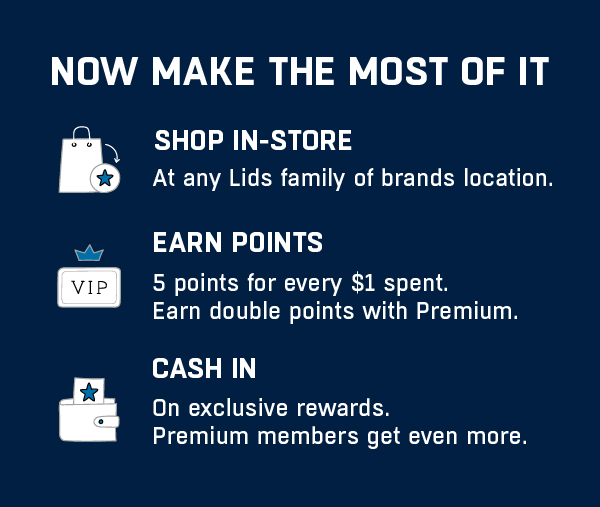 NOW MAKE THE MOST OF IT
SHOP IN-STORE
At any Lids family of brands location.
EARN POINTS
VIP
5 points for every $1 spent.
Earn double points with Premium.
CASH IN
On exclusive rewards.
Premium members get even more.